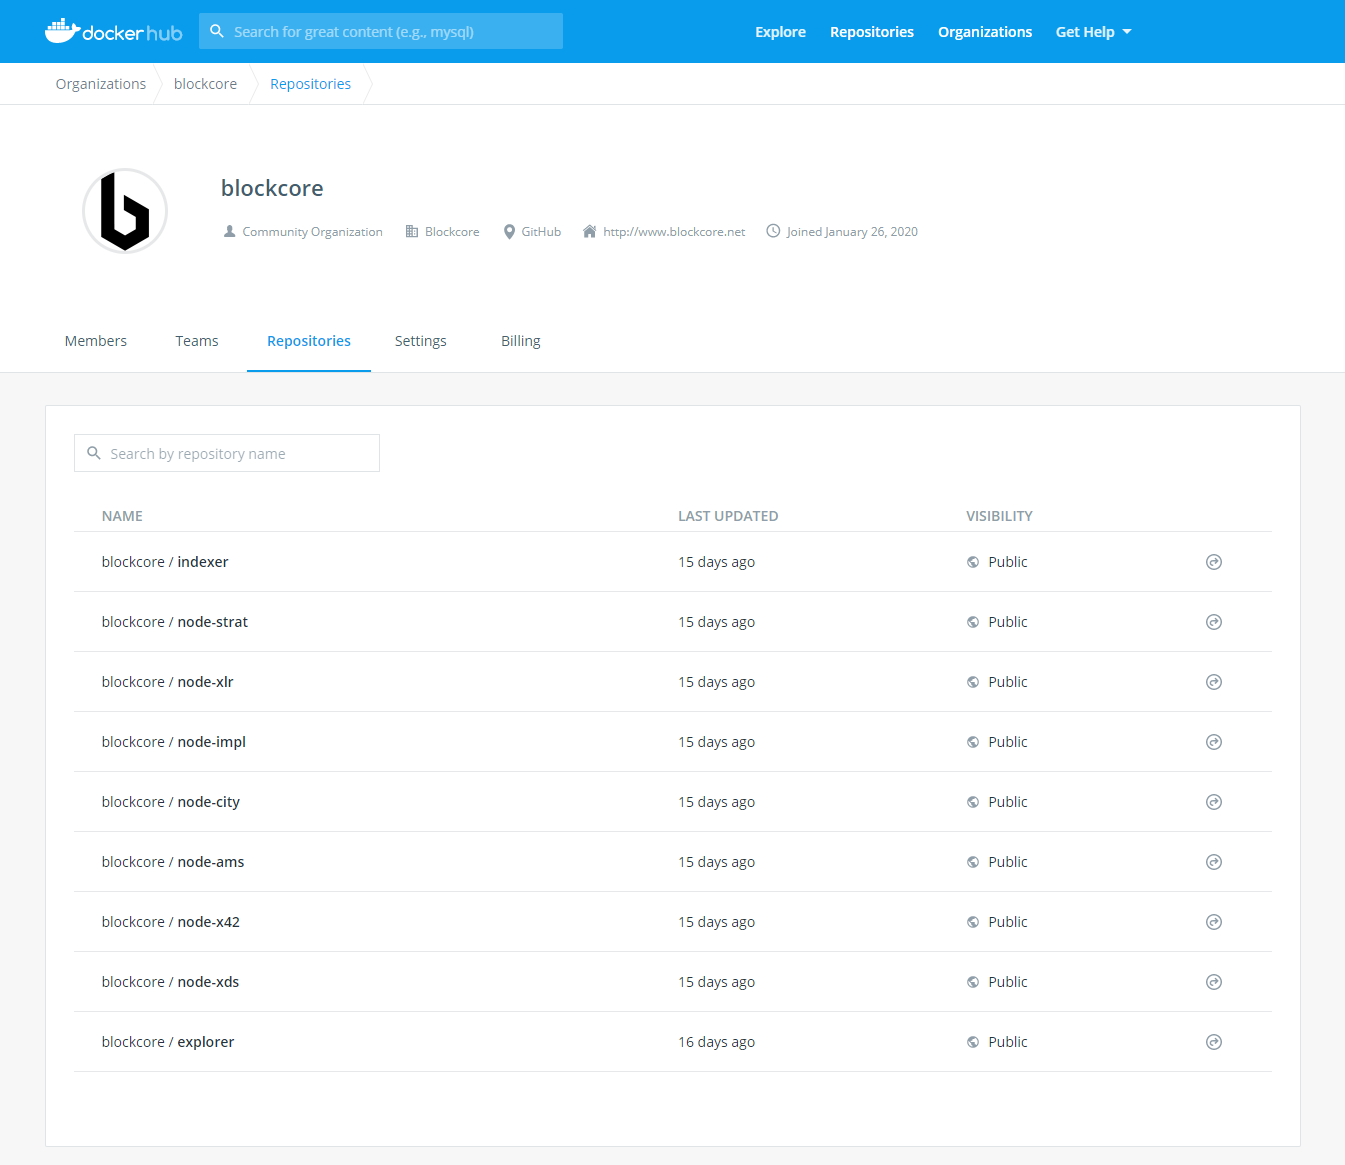 docker hub
Search for great content (e.g., mysql)
Explore Repositories Organizations Get Help
Organizations blockcore Repositories
blockcore
Community Organization Blockcore GitHub http://www.blockcore.net Joined January 26, 2020
Members Teams Repositories Settings Billing
Search by repository name
NAME LAST UPDATED VISIBILITY
blockcore / indexer 15 days ago Public
blockcore / node-strat 15 days ago Public
blockcore / node-xlr 15 days ago Public
blockcore / node-impl 15 days ago Public
blockcore / node-city 15 days ago Public
blockcore / node-ams 15 days ago Public
blockcore / node-x42 15 days ago Public
blockcore / node-xds 15 days ago Public
blockcore / explorer 16 days ago Public